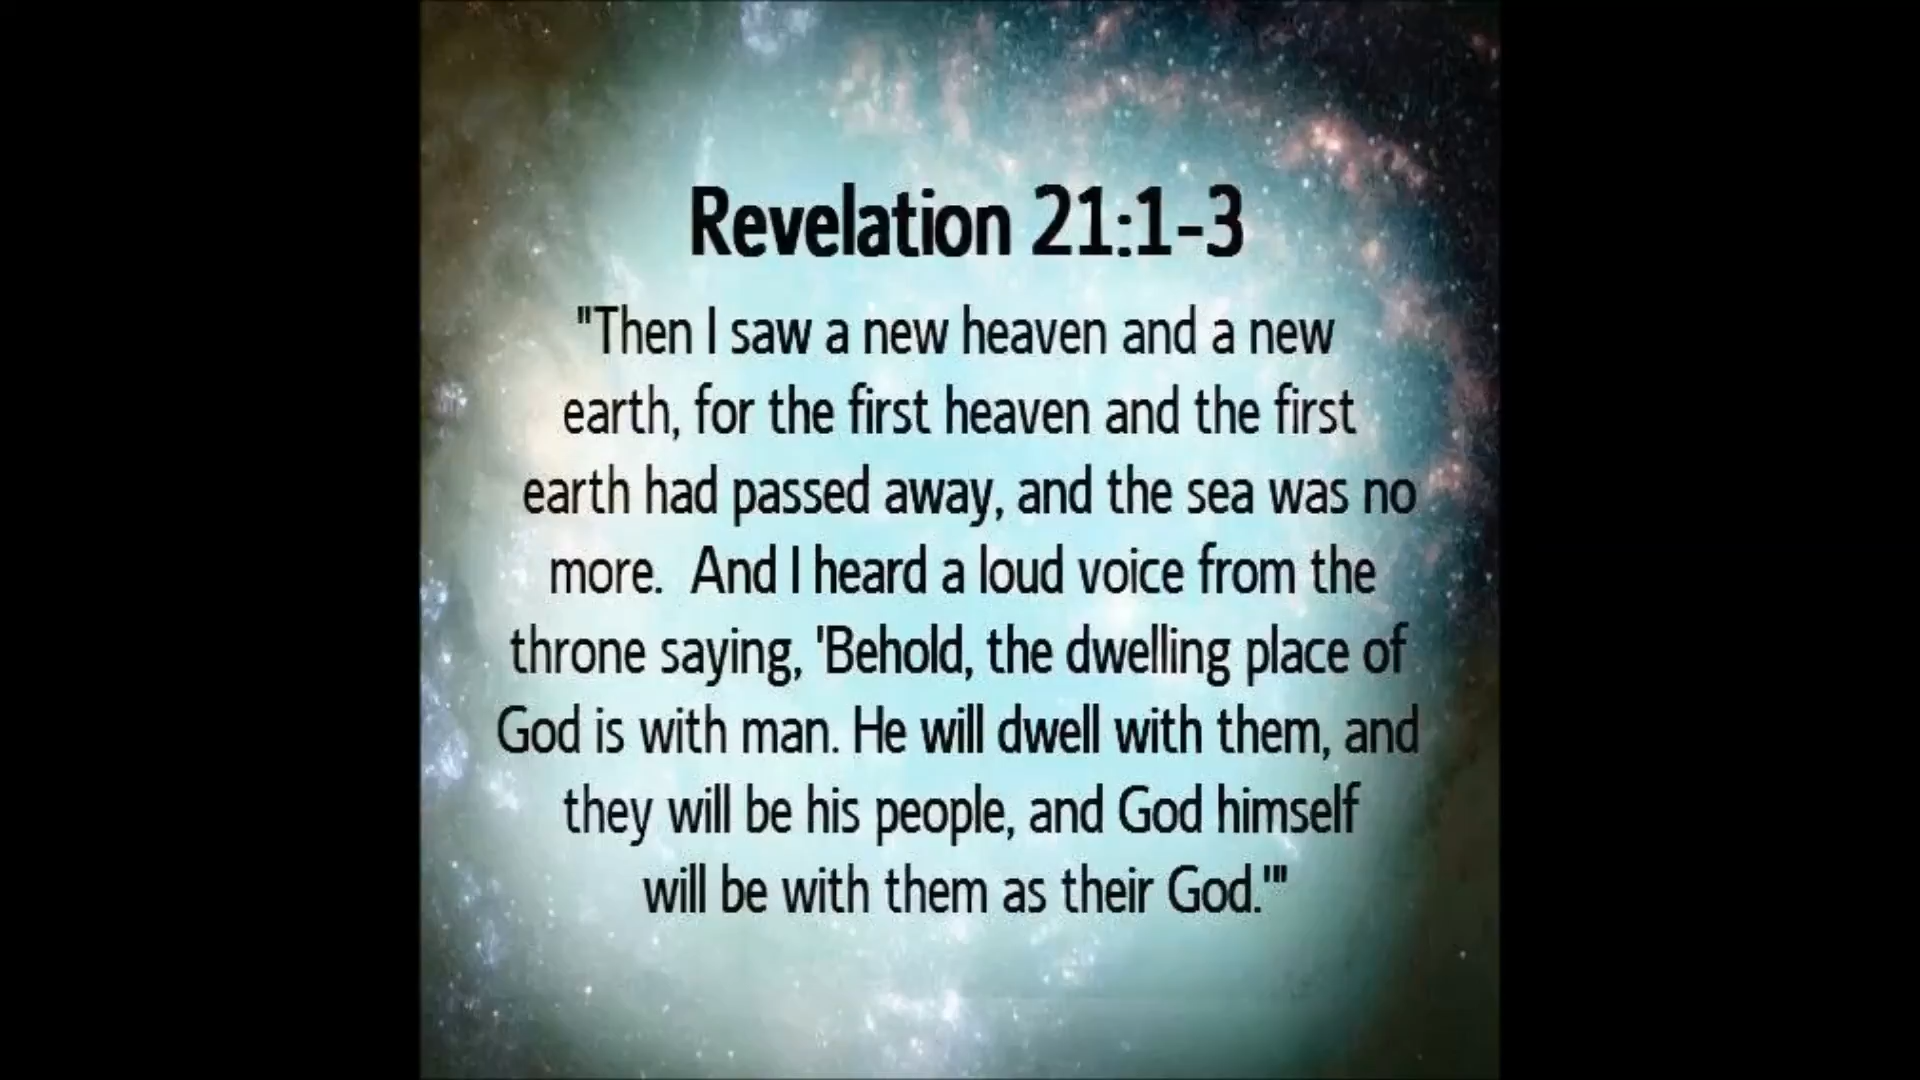 Revelation 21:1-3
"Then I saw a new heaven and a new
earth, for the first heaven and the first
earth had passed away, and the sea was no
more.  And I heard a loud voice from the
throne saying, 'Behold, the dwelling place of
God is with man. He will dwell with them, and
they will be his people, and God himself
will be with them as their God.'"